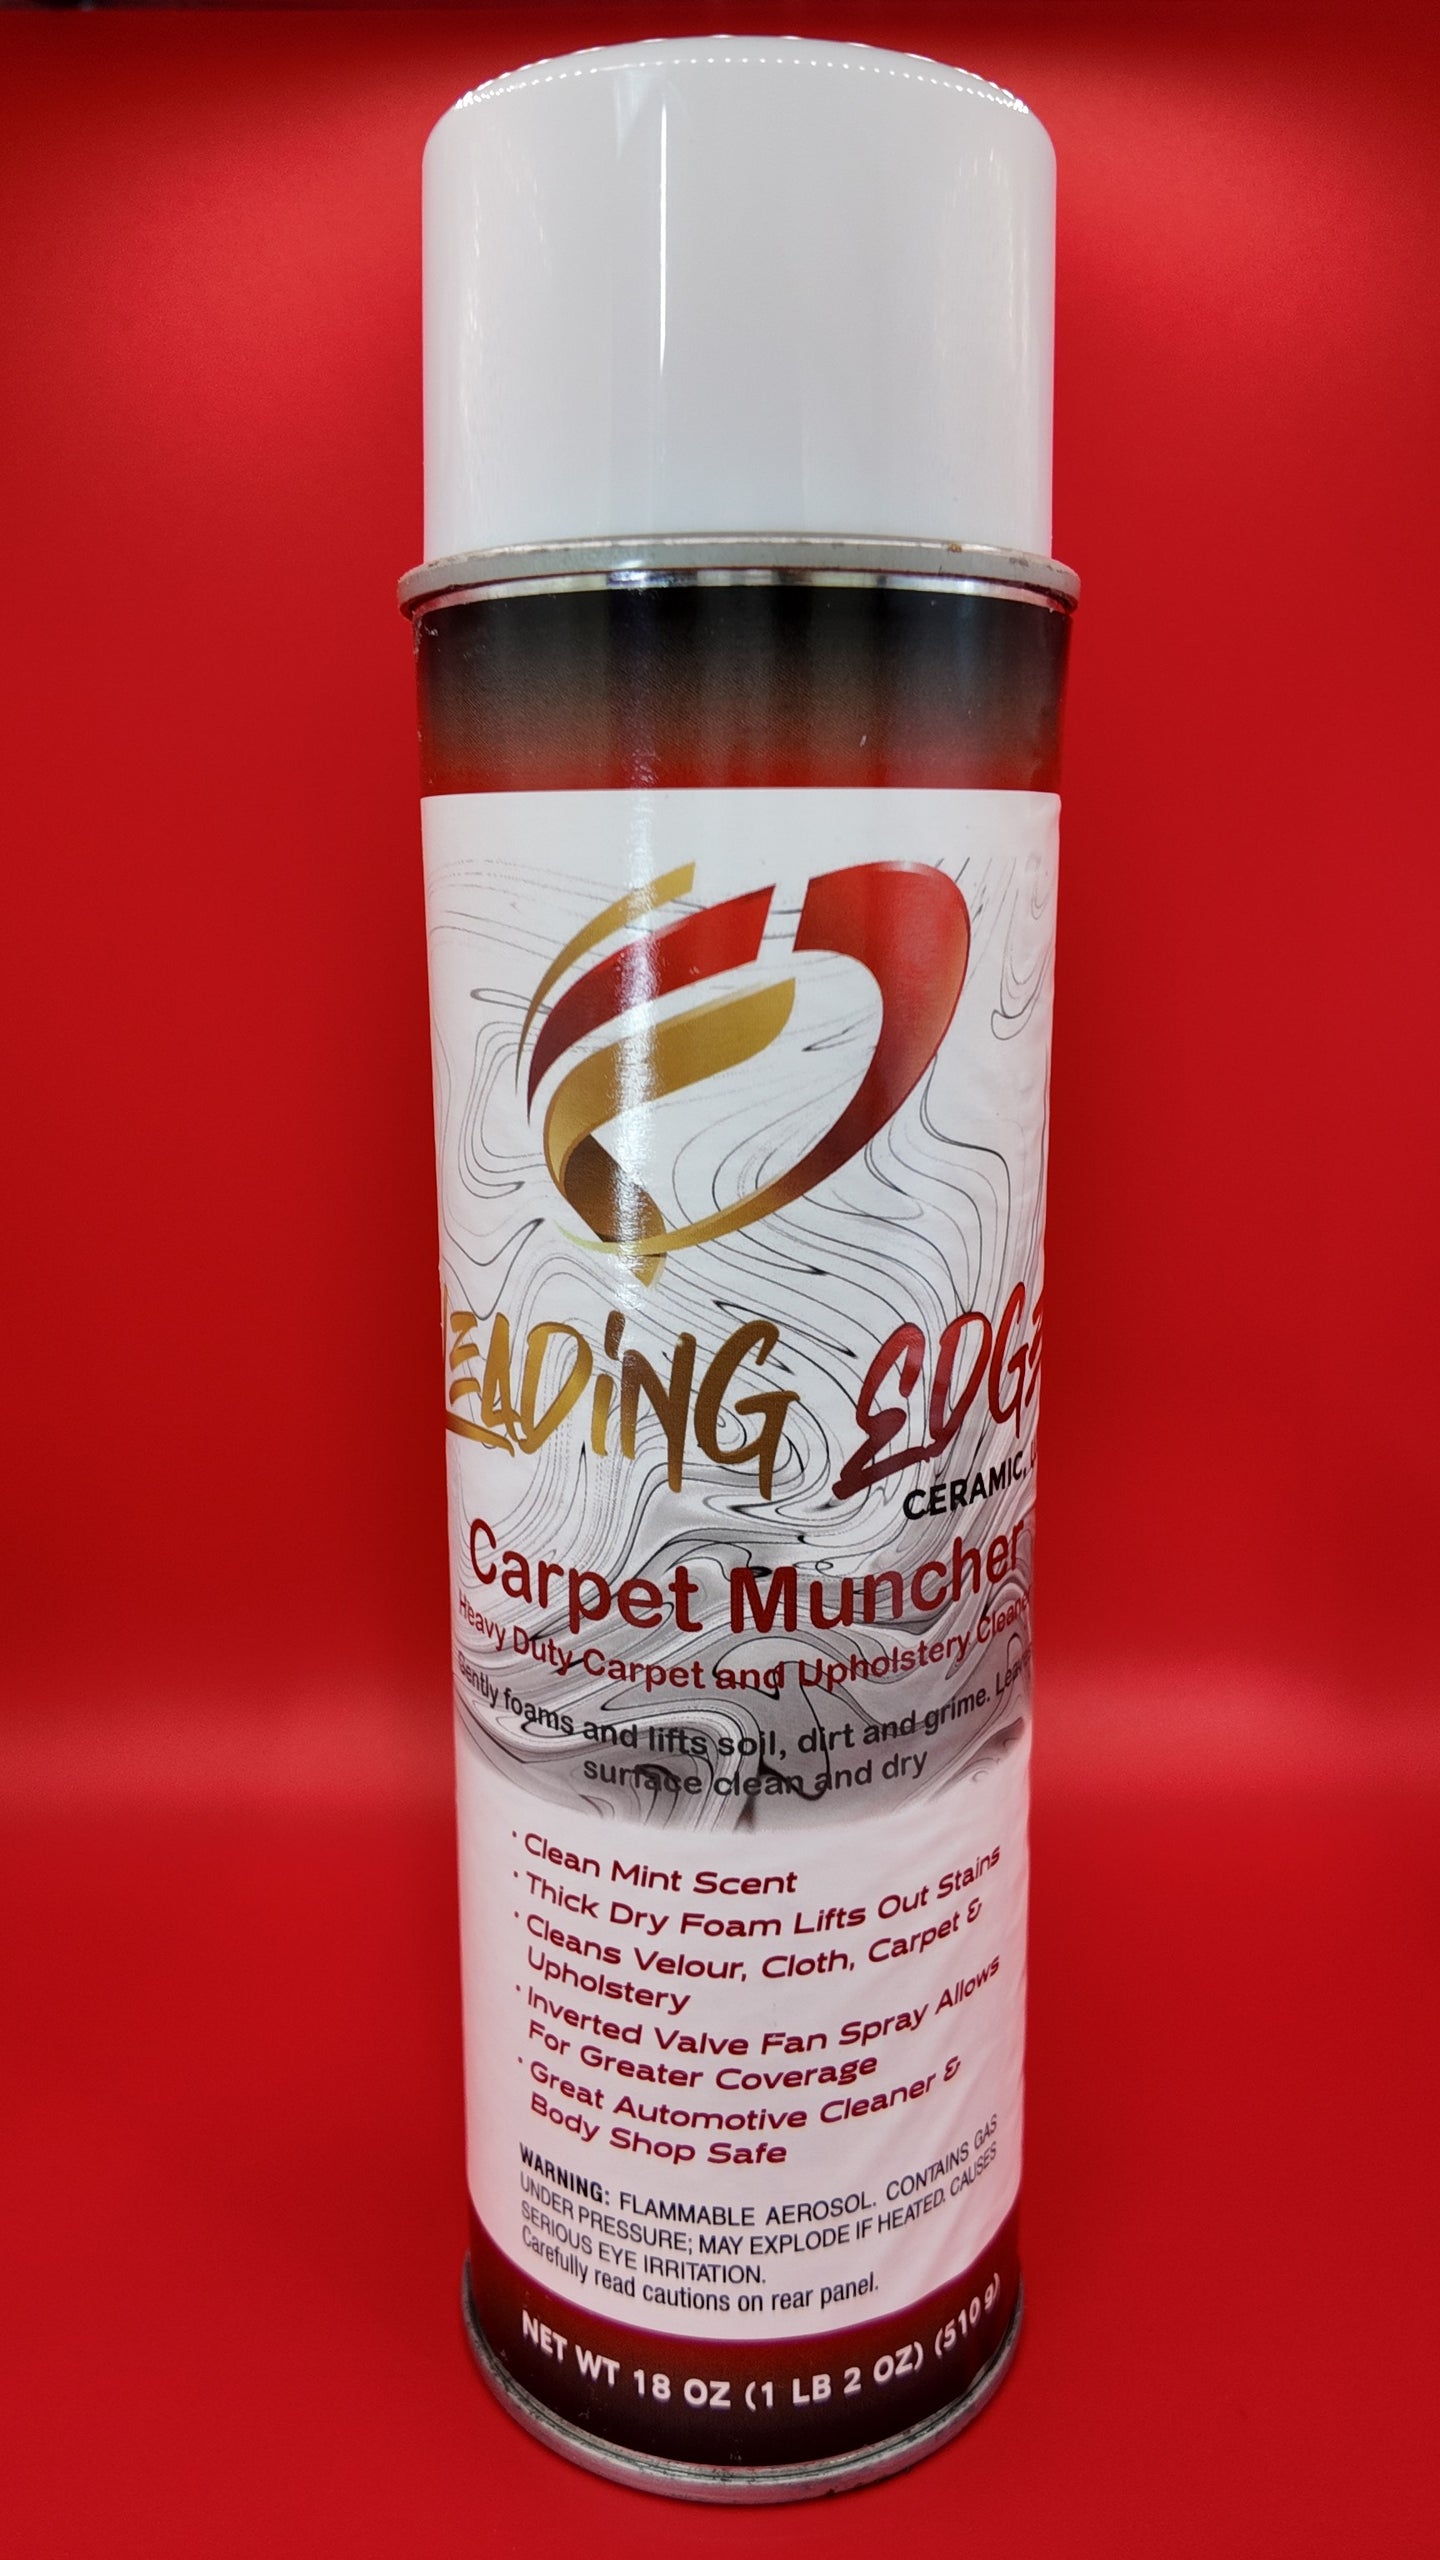 LEADiNG EDGE
CERAMIC,
Carpet Muncher
Heavy Duty Carpet and Upholstery Cleaner
Gently foams and lifts soil, dirt and grime. Leaves
surface clean and dry
· Clean Mint Scent
· Thick Dry Foam Lifts Out Stains
· Cleans Velour, Cloth, Carpet &
Upholstery
· Inverted Valve Fan Spray Allows
For Greater Coverage
· Great Automotive Cleaner &
Body Shop Safe
WARNING: FLAMMABLE AEROSOL. CONTAINS GAS
UNDER PRESSURE; MAY EXPLODE IF HEATED. CAUSES
SERIOUS EYE IRRITATION.
Carefully read cautions on rear panel.
NET WT 18 OZ (1 LB 2 OZ) (510 g)